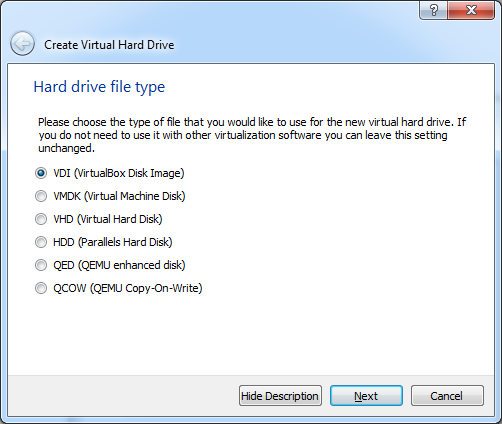 Create Virtual Hard Drive
Hard drive file type
Please choose the type of file that you would like to use for the new virtual hard drive. If
you do not need to use it with other virtualization software you can leave this setting
unchanged.
VDI (VirtualBox Disk Image)
VMDK (Virtual Machine Disk)
VHD (Virtual Hard Disk)
HDD (Parallels Hard Disk)
QED (QEMU enhanced disk)
QCOW (QEMU Copy-On-Write)
Hide Description Next Cancel